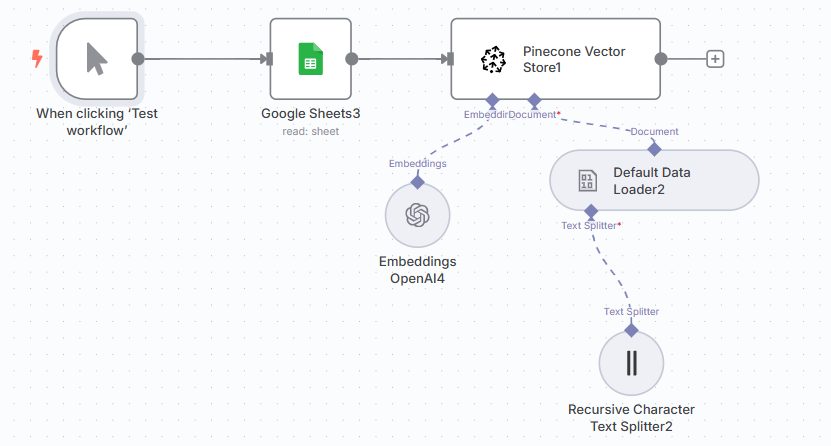 Pinecone Vector
Store1
When clicking ‘Test
workflow’
Google Sheets3
read: sheet
EmbeddirDocument*
Document
Embeddings
Default Data
Loader2
Text Splitter*
Embeddings
OpenAI4
Text Splitter
Recursive Character
Text Splitter2